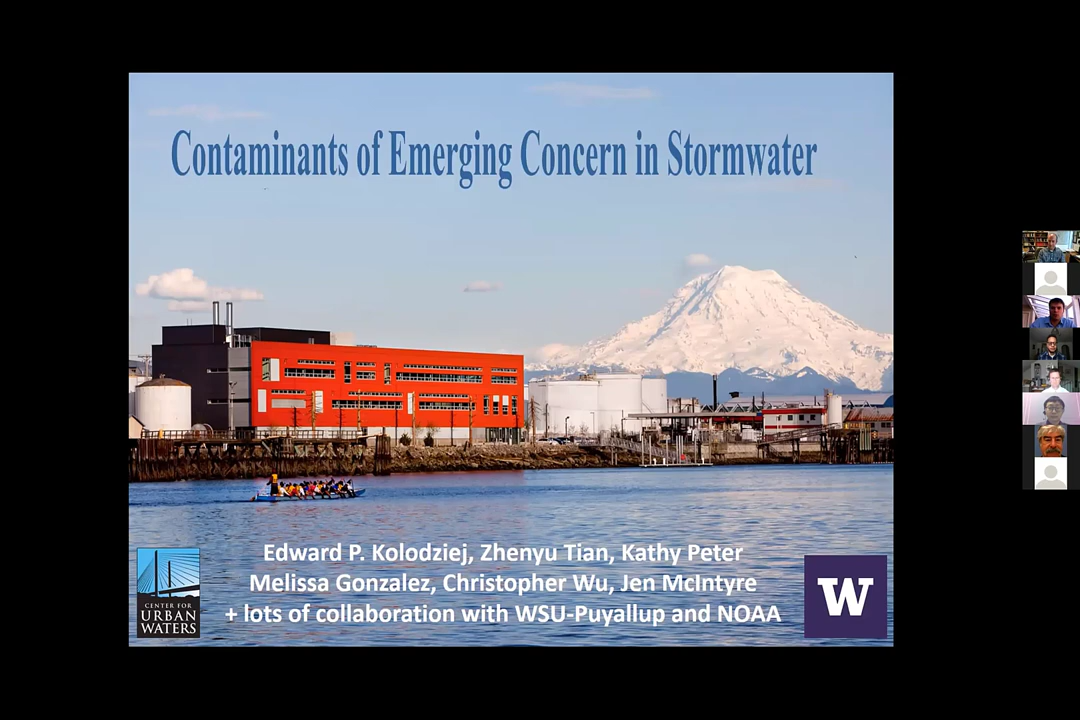 Contaminants of Emerging Concern in Stormwater
Edward P. Kolodziej, Zhenyu Tian, Kathy Peter
Melissa Gonzalez, Christopher Wu, Jen McIntyre
+ lots of collaboration with WSU-Puyallup and NOAA
CENTER FOR
URBAN
WATERS
W